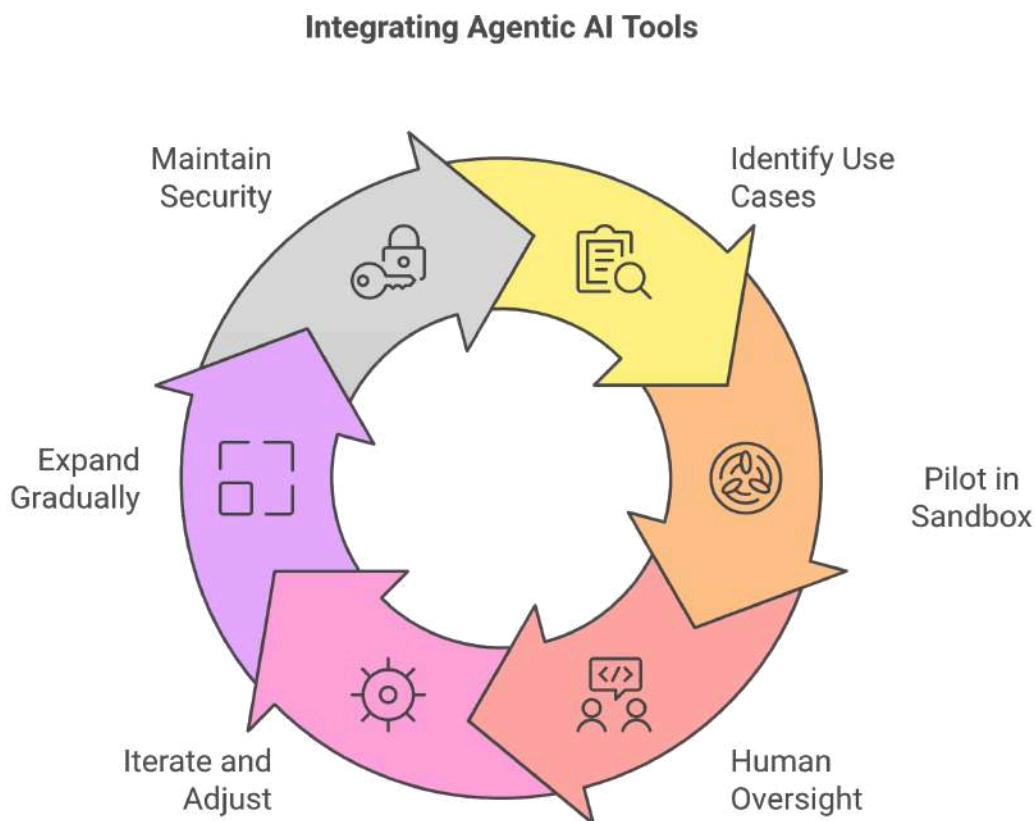 Integrating Agentic AI Tools
Maintain
Security
Identify Use
Cases
Expand
Gradually
Pilot in
Sandbox
</>
Iterate and
Adjust
Human
Oversight